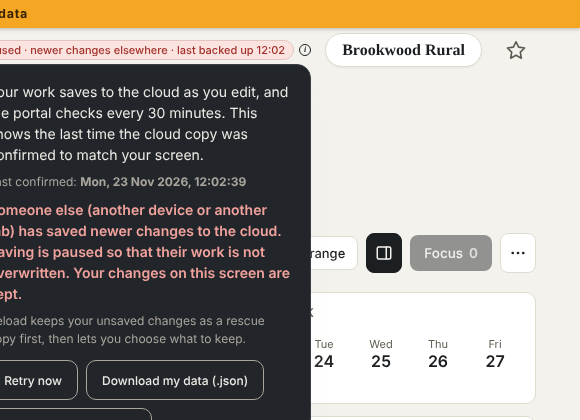 data
used · newer changes elsewhere · last backed up 12:02
Brookwood Rural
our work saves to the cloud as you edit, and
e portal checks every 30 minutes. This
hows the last time the cloud copy was
onfirmed to match your screen.
ast confirmed: Mon, 23 Nov 2026, 12:02:39
omeone else (another device or another
ab) has saved newer changes to the cloud.
aving is paused so that their work is not
verwritten. Your changes on this screen are
ept.
eload keeps your unsaved changes as a rescue
opy first, then lets you choose what to keep.
Retry now
Download my data (.json)
range
Focus 0
Tue Wed Thu Fri
24 25 26 27